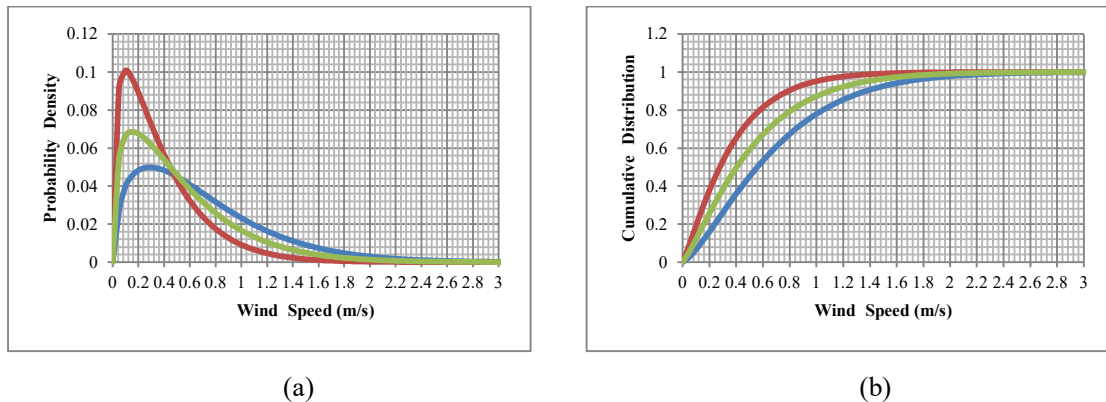 0.12
0.1
0.08
0.06
0.04
0.02
0
Probability Density
0 0.2 0.4 0.6 0.8 1 1.2 1.4 1.6 1.8 2 2.2 2.4 2.6 2.8 3
Wind Speed (m/s)
(a)
1.2
1
0.8
0.6
0.4
0.2
0
Cumulative Distribution
0 0.2 0.4 0.6 0.8 1 1.2 1.4 1.6 1.8 2 2.2 2.4 2.6 2.8 3
Wind Speed (m/s)
(b)